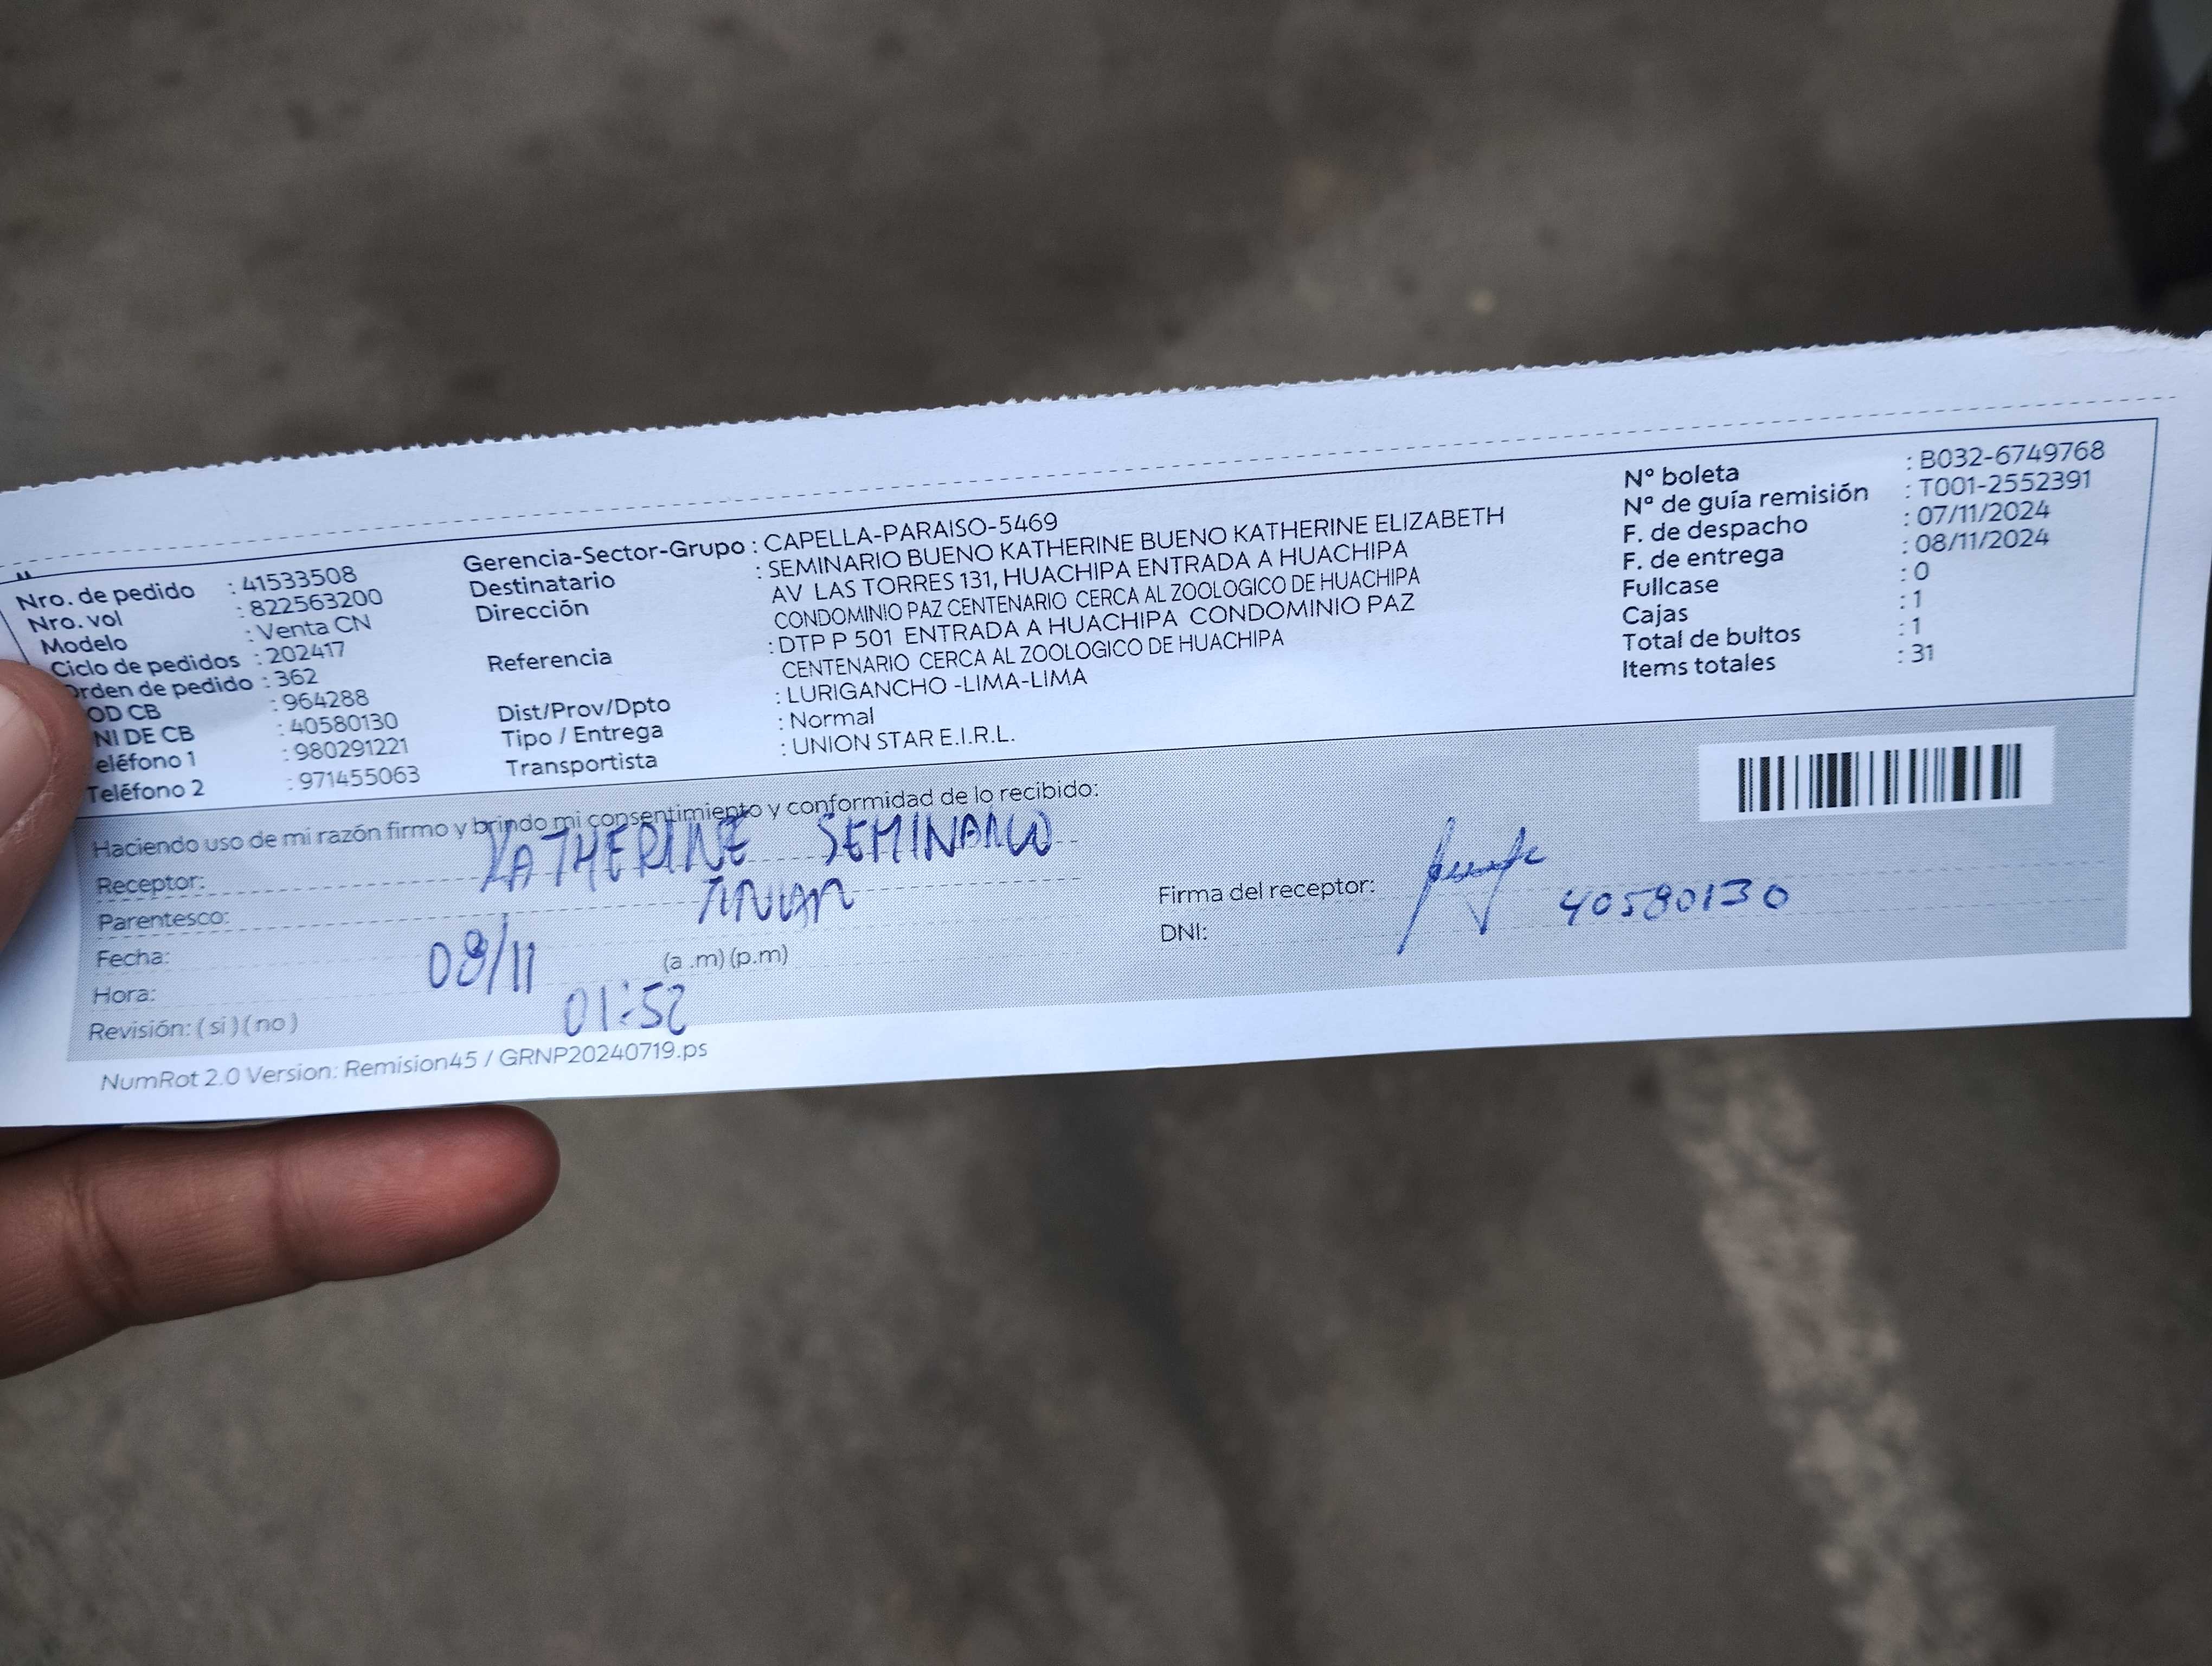 Nro. de pedido : 41533508
Nro. vol : 822563200
Modelo : Venta CN
Ciclo de pedidos : 202417
Orden de pedido : 362
OD CB : 964288
NI DE CB : 40580130
eléfono 1 : 980291221
Teléfono 2 : 971455063
Gerencia-Sector-Grupo : CAPELLA-PARAISO-5469
Destinatario : SEMINARIO BUENO KATHERINE BUENO KATHERINE ELIZABETH
Dirección AV LAS TORRES 131, HUACHIPA ENTRADA A HUACHIPA
CONDOMINIO PAZ CENTENARIO CERCA AL ZOOLOGICO DE HUACHIPA
Referencia : DTP P 501 ENTRADA A HUACHIPA CONDOMINIO PAZ
CENTENARIO CERCA AL ZOOLOGICO DE HUACHIPA
Dist/Prov/Dpto : LURIGANCHO -LIMA-LIMA
Tipo / Entrega : Normal
Transportista : UNION STAR E.I.R.L.
N° boleta : B032-6749768
N° de guía remisión : T001-2552391
F. de despacho : 07/11/2024
F. de entrega : 08/11/2024
Fullcase : 0
Cajas : 1
Total de bultos : 1
Items totales : 31
Haciendo uso de mi razón firmo y brindo mi consentimiento y conformidad de lo recibido:
Receptor: KATHERINE SEMINARIO
Parentesco:
Fecha: 08/11
Hora: 01:52 (a .m) (p.m)
Revisión: ( si ) ( no )
Firma del receptor:
DNI: 40580130
NumRot 2.0 Version: Remision45 / GRNP20240719.ps